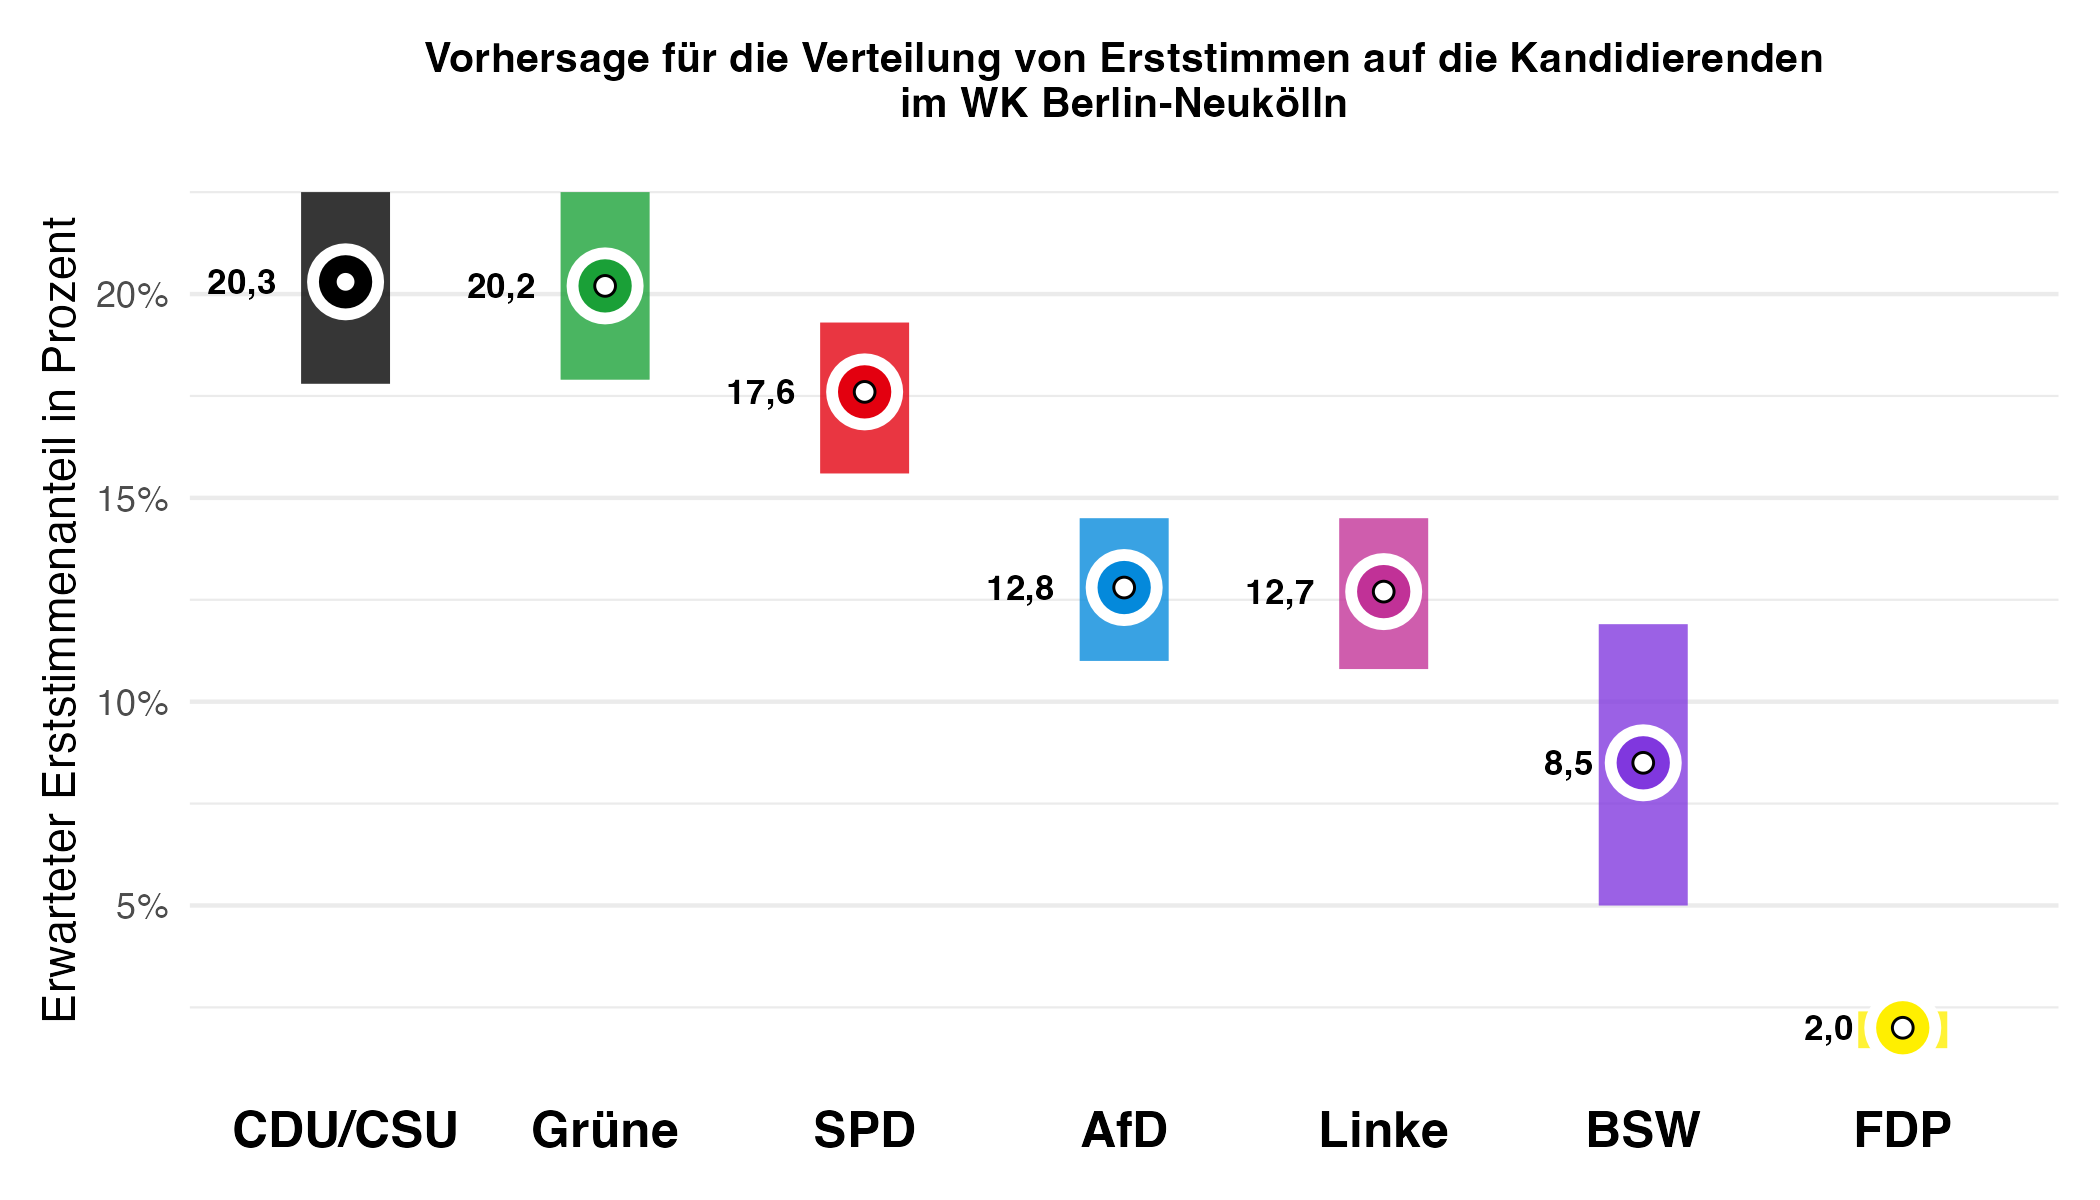 Vorhersage für die Verteilung von Erststimmen auf die Kandidierenden
im WK Berlin-Neukölln
Erwarteter Erststimmenanteil in Prozent
20%
15%
10%
5%
20,3
20,2
17,6
12,8
12,7
8,5
2,0
CDU/CSU
Grüne
SPD
AfD
Linke
BSW
FDP